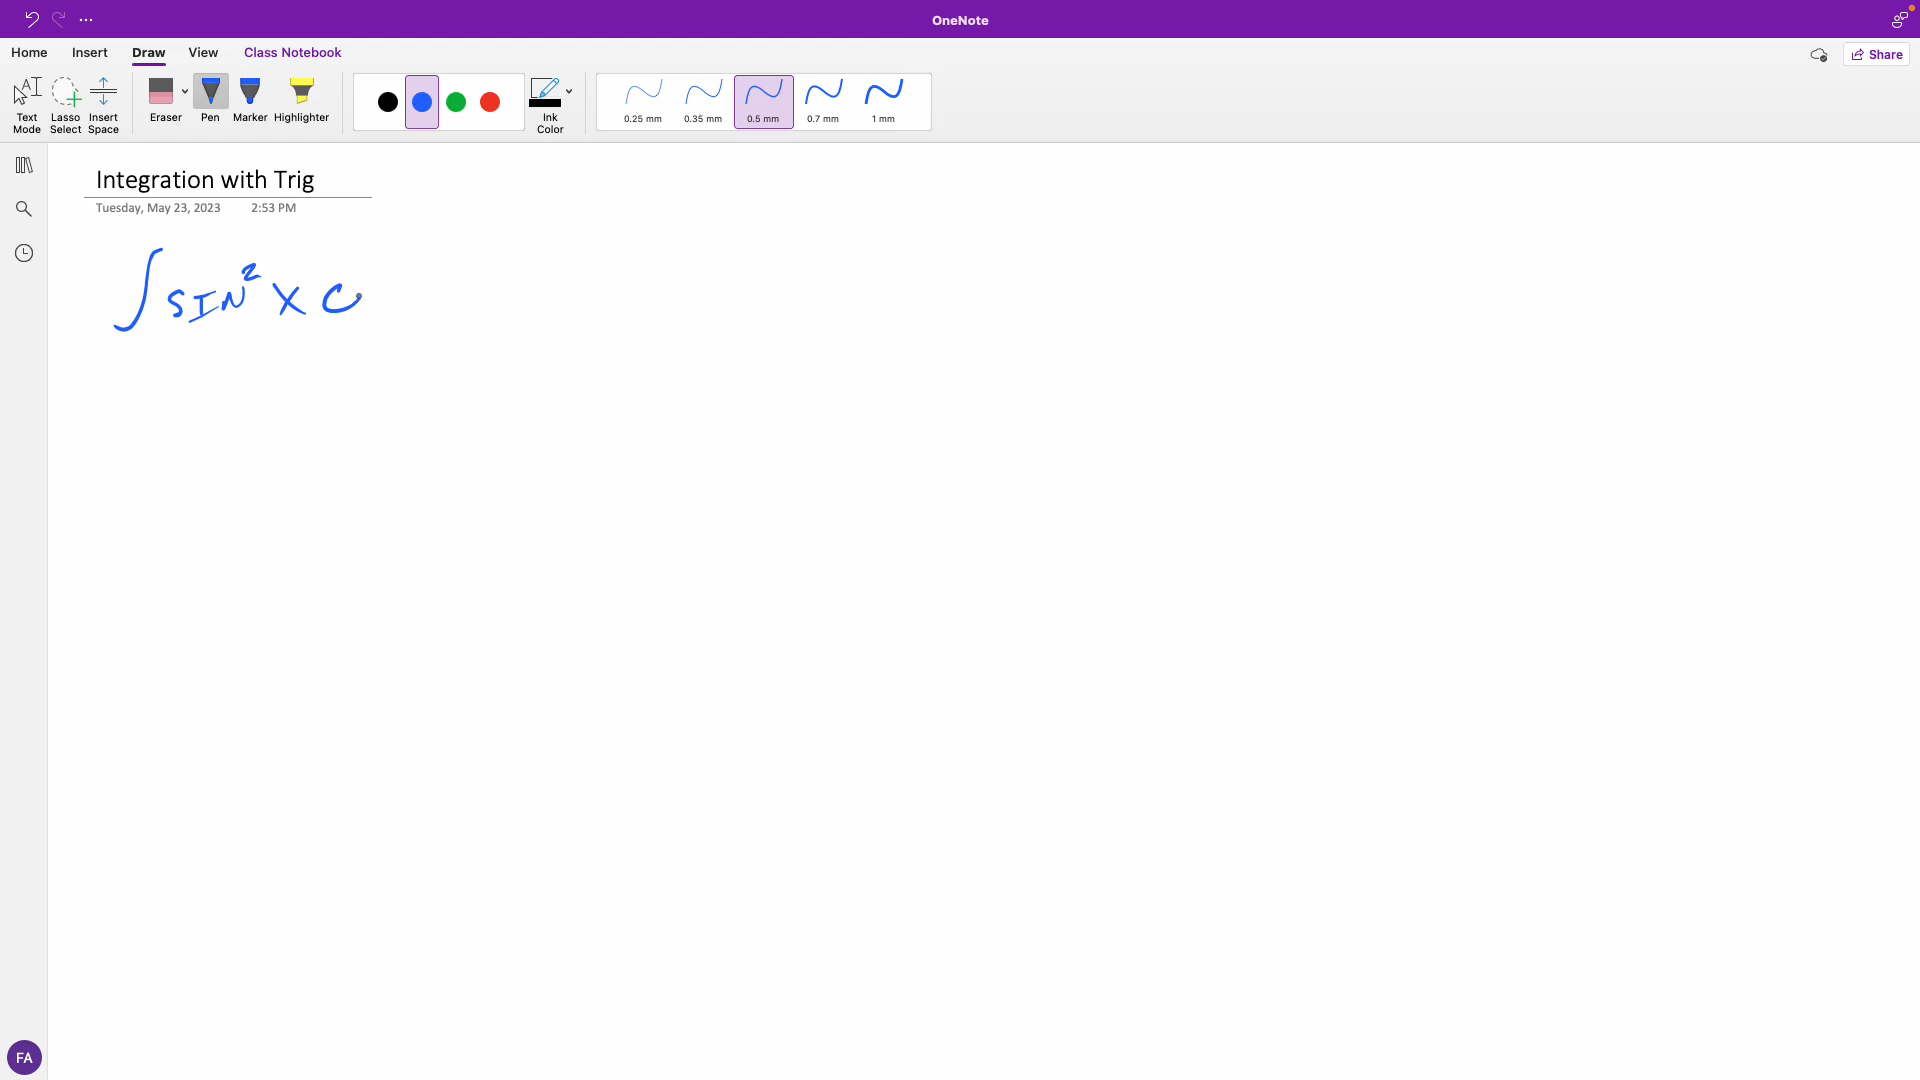 OneNote
Home Insert Draw View Class Notebook
Share
Text Mode
Lasso Select
Insert Space
Eraser
Pen
Marker
Highlighter
Ink Color
0.25 mm 0.35 mm 0.5 mm 0.7 mm 1 mm
Integration with Trig
Tuesday, May 23, 2023 2:53 PM
∫ SIN² X C
FA